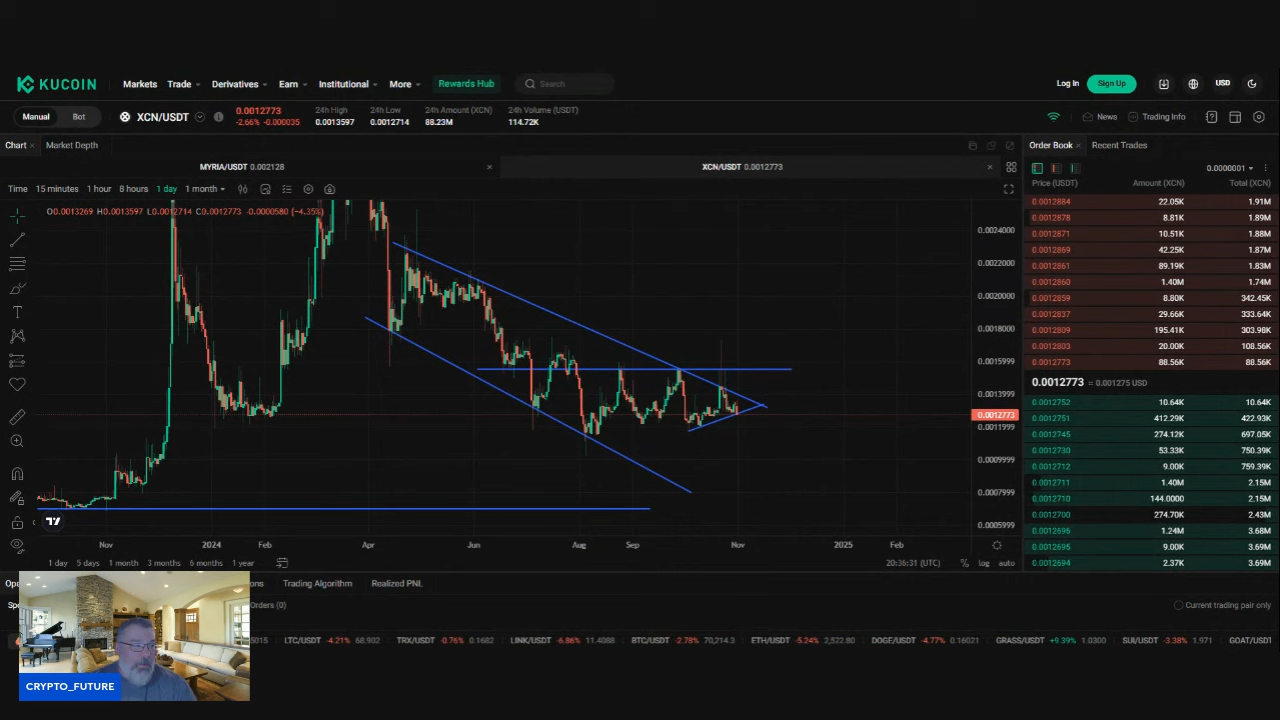 KUCOIN Markets Trade Derivatives Earn Institutional More Rewards Hub Search Log In Sign Up USD
Manual Bot XCN/USDT 0.0012773 -2.66% -0.000035 24h High 0.0013597 24h Low 0.0012714 24h Amount (XCN) 88.23M 24h Volume (USDT) 114.72K News Trading Info
Chart Market Depth Order Book Recent Trades
MYRIA/USDT 0.002128 XCN/USDT 0.0012773 0.0000001
Time 15 minutes 1 hour 8 hours 1 day 1 month Price (USDT) Amount (XCN) Total (XCN)
O0.0013269 H0.0013597 L0.0012714 C0.0012773 -0.0000580 (-4.35%)
0.0024000
0.0022000
0.0020000
0.0018000
0.0015999
0.0013999
0.0012773
0.0011999
0.0009999
0.0007999
0.0005999
0.0012884 22.05K 1.91M
0.0012878 8.81K 1.89M
0.0012871 10.51K 1.88M
0.0012869 42.25K 1.87M
0.0012861 89.19K 1.83M
0.0012860 1.40M 1.74M
0.0012859 8.80K 342.45K
0.0012837 29.66K 333.64K
0.0012809 195.41K 303.98K
0.0012803 20.00K 108.56K
0.0012773 88.56K 88.56K
0.0012773 ≈ 0.001275 USD
0.0012752 10.64K 10.64K
0.0012751 412.29K 422.93K
0.0012745 274.12K 697.05K
0.0012730 53.33K 750.39K
0.0012712 9.00K 759.39K
0.0012711 1.40M 2.15M
0.0012710 144.0000 2.15M
0.0012700 274.70K 2.43M
0.0012696 1.24M 3.68M
0.0012695 9.00K 3.69M
0.0012694 2.37K 3.69M
Nov 2024 Feb Apr Jun Aug Sep Nov 2025 Feb
1 day 5 days 1 month 3 months 6 months 1 year 20:36:31 (UTC) % log auto
Trading Algorithm Realized PNL
(0) Current trading pair only
LTC/USDT -4.21% 68.902 TRX/USDT -0.76% 0.1682 LINK/USDT -6.86% 11.4088 BTC/USDT -2.78% 70,214.3 ETH/USDT -5.24% 2,522.80 DOGE/USDT -4.77% 0.16021 GRASS/USDT +9.39% 1.0300 SUI/USDT -3.38% 1.971 GOAT/USDT
CRYPTO_FUTURE